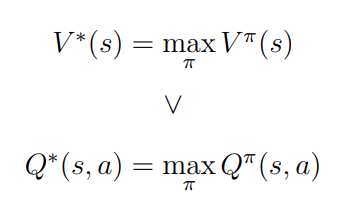 V*(s) = max_π V^π(s)
∨
Q*(s, a) = max_π Q^π(s, a)